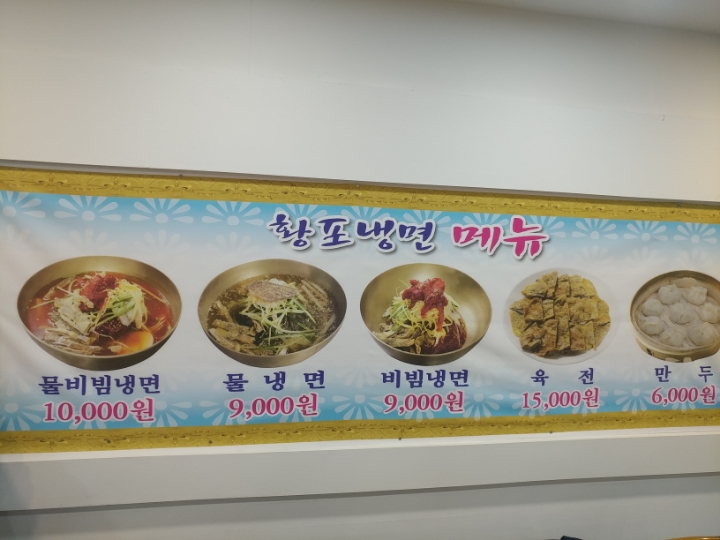 황포냉면 메뉴
물비빔냉면 물냉면 비빔냉면 육전 만두
10,000원 9,000원 9,000원 15,000원 6,000원